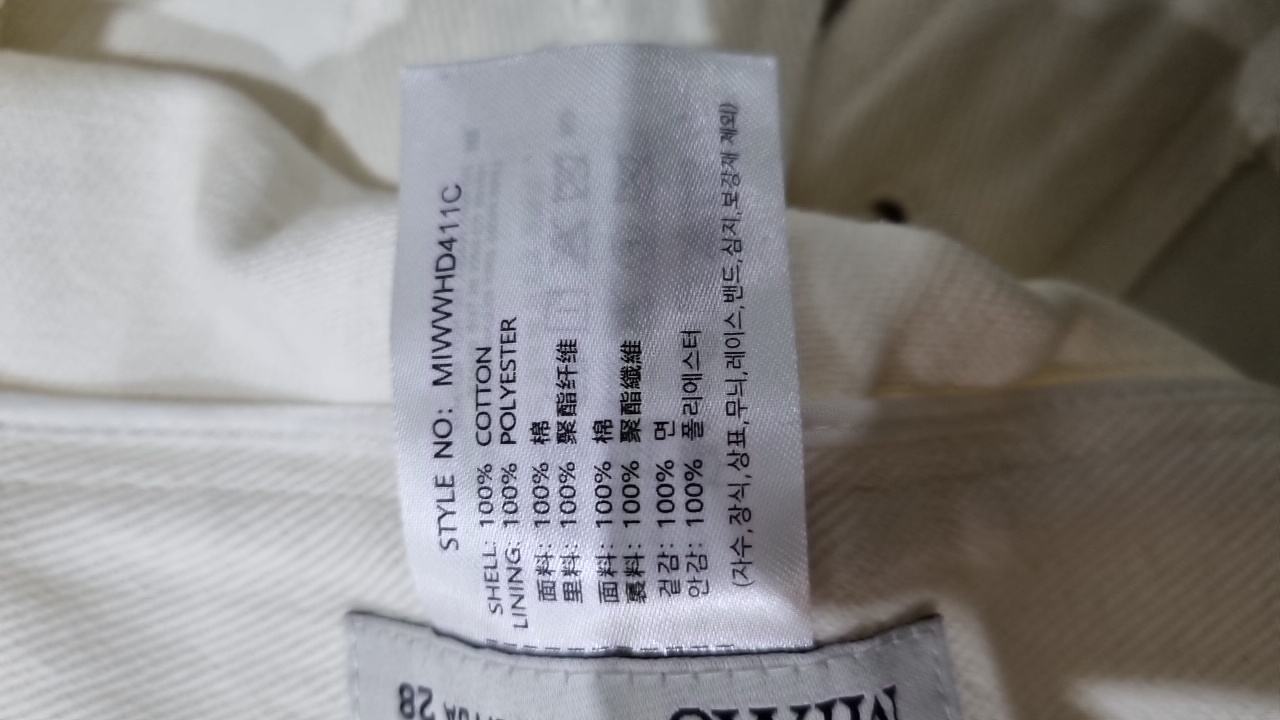 STYLE NO: MIWWHD411C
SHELL: 100% COTTON
LINING: 100% POLYESTER
面料: 100% 棉
里料: 100% 聚酯纤维
面料: 100% 棉
裏料: 100% 聚酯纖維
겉감: 100% 면
안감: 100% 폴리에스터
(자수,장식,상표,무늬,레이스,밴드,심지,보강재 제외)
28